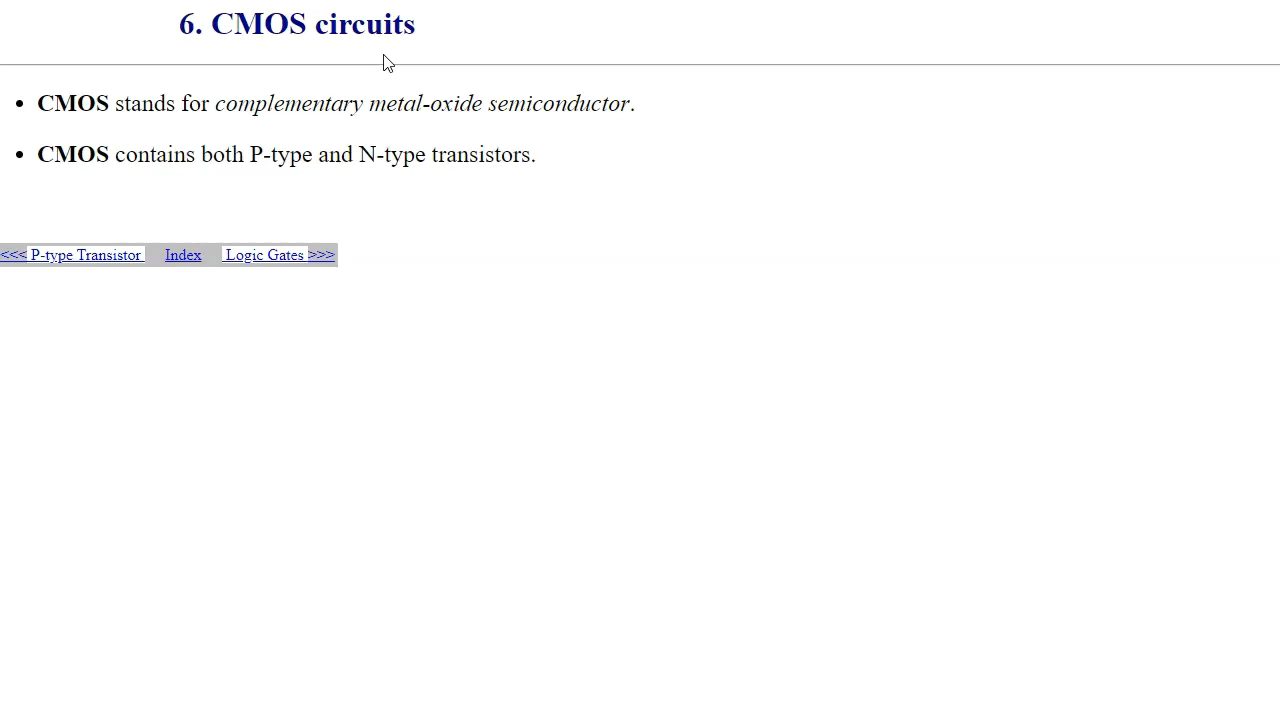 6. CMOS circuits
• CMOS stands for complementary metal-oxide semiconductor.
• CMOS contains both P-type and N-type transistors.
<<< P-type Transistor Index Logic Gates >>>